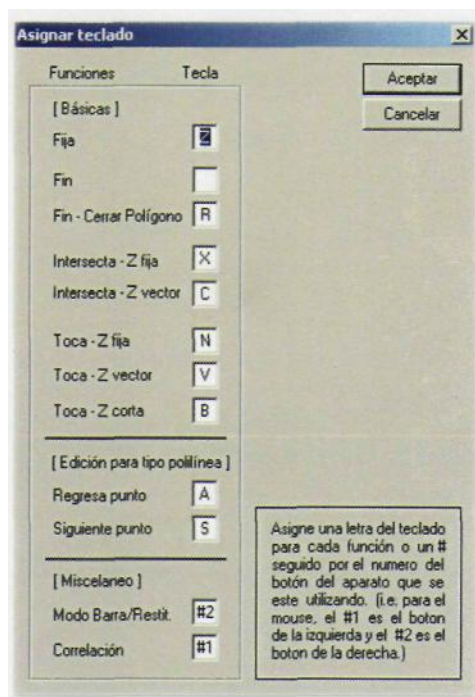 Asignar teclado
Funciones Tecla
Aceptar
Cancelar
[ Básicas ]
Fija Z
Fin
Fin - Cerrar Polígono R
Intersecta - Z fija X
Intersecta - Z vector C
Toca - Z fija N
Toca - Z vector V
Toca - Z corta B
[ Edición para tipo polilínea ]
Regresa punto A
Siguiente punto S
[ Miscelaneo ]
Modo Barra/Restit. #2
Correlación #1
Asigne una letra del teclado
para cada función o un #
seguido por el numero del
botón del aparato que se
este utilizando. (i.e. para el
mouse, el #1 es el boton
de la izquierda y el #2 es el
boton de la derecha.)